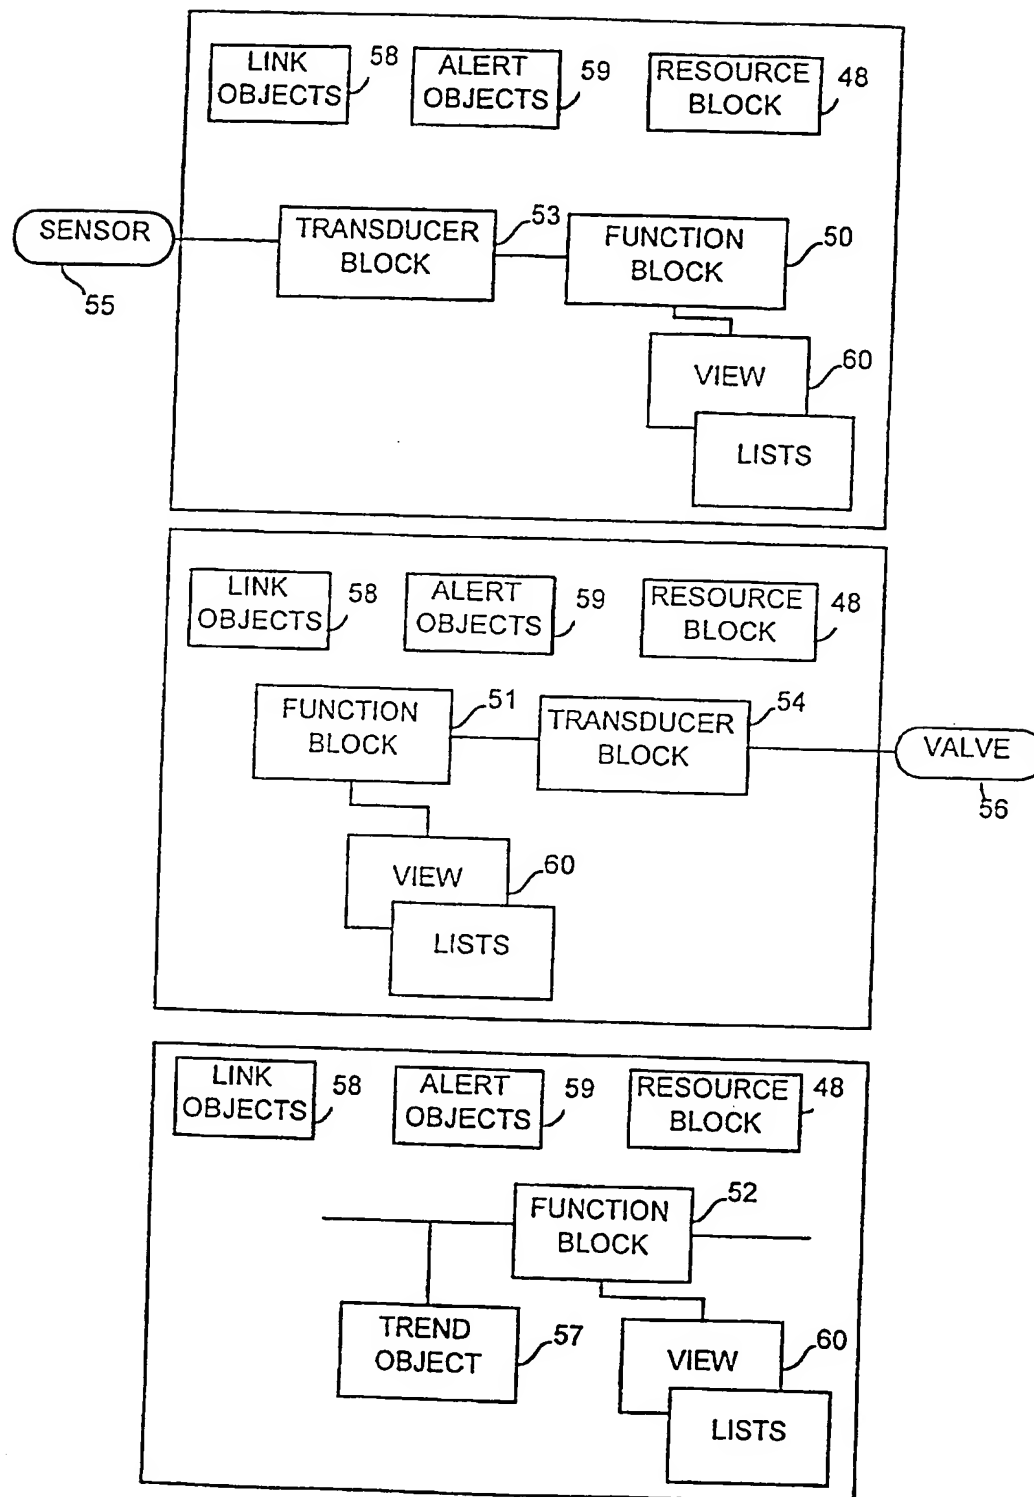 LINK
OBJECTS
58
ALERT
OBJECTS
59
RESOURCE
BLOCK
48
SENSOR
55
TRANSDUCER
BLOCK
53
FUNCTION
BLOCK
50
VIEW
60
LISTS
LINK
OBJECTS
58
ALERT
OBJECTS
59
RESOURCE
BLOCK
48
FUNCTION
BLOCK
51
TRANSDUCER
BLOCK
54
VALVE
56
VIEW
60
LISTS
LINK
OBJECTS
58
ALERT
OBJECTS
59
RESOURCE
BLOCK
48
FUNCTION
BLOCK
52
TREND
OBJECT
57
VIEW
60
LISTS